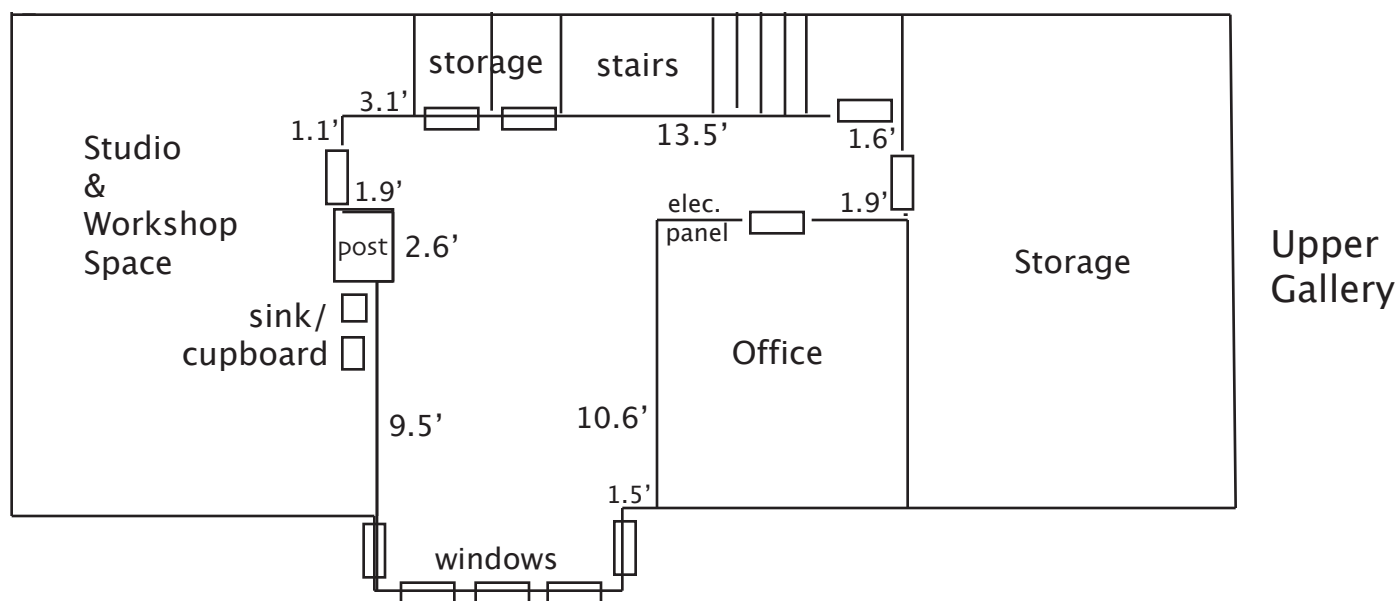 storage
stairs
3.1’
1.1’
13.5’
1.6’
Studio
&
Workshop
Space
1.9’
post
2.6’
elec.
panel
1.9’
Storage
Upper
Gallery
sink/
cupboard
Office
9.5’
10.6’
1.5’
windows